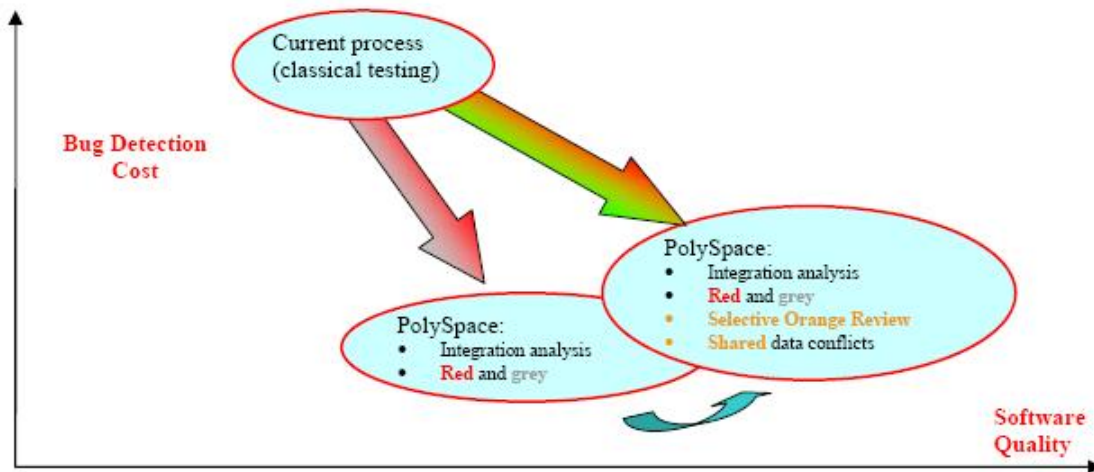 Current process
(classical testing)
Bug Detection
Cost
PolySpace:
• Integration analysis
• Red and grey
• Selective Orange Review
• Shared data conflicts
PolySpace:
• Integration analysis
• Red and grey
Software
Quality